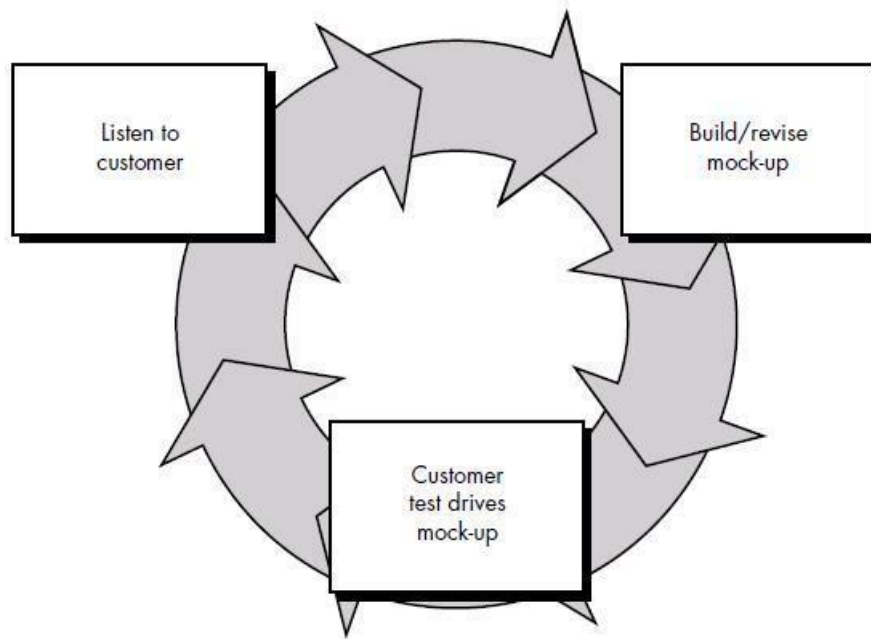 Listen to
customer
Build/revise
mock-up
Customer
test drives
mock-up